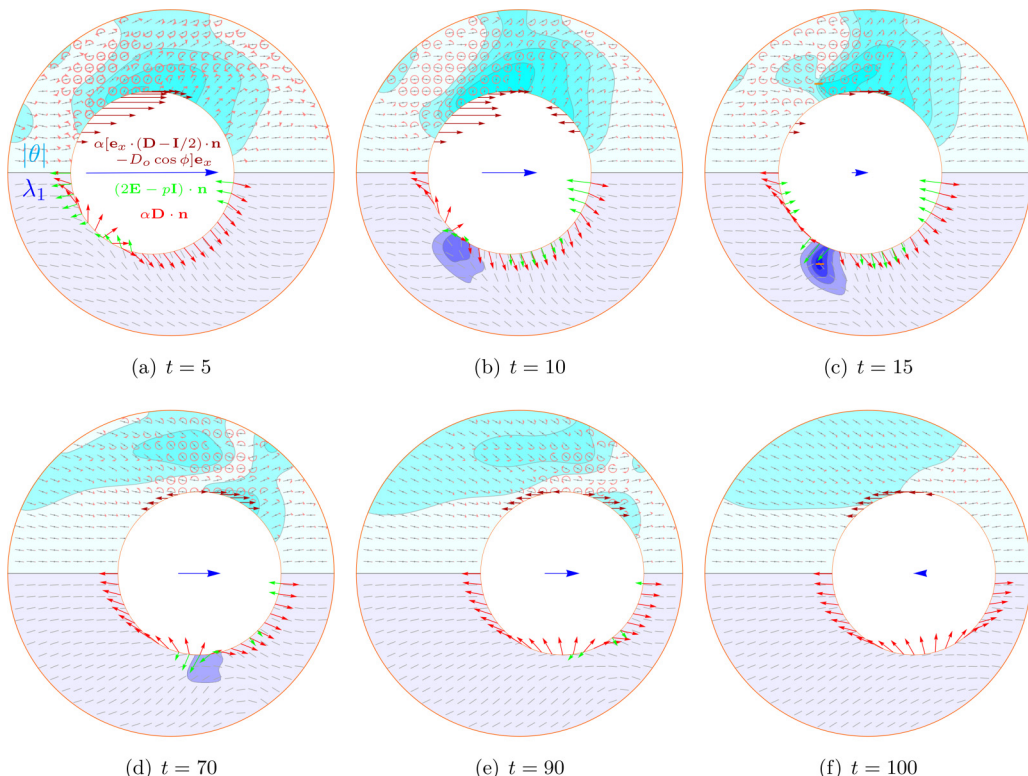 α[e_x · (D − I/2) · n
−D_o cos φ]e_x
|θ|
λ_1
(2E − pI) · n
αD · n
(a) t = 5
(b) t = 10
(c) t = 15
(d) t = 70
(e) t = 90
(f) t = 100